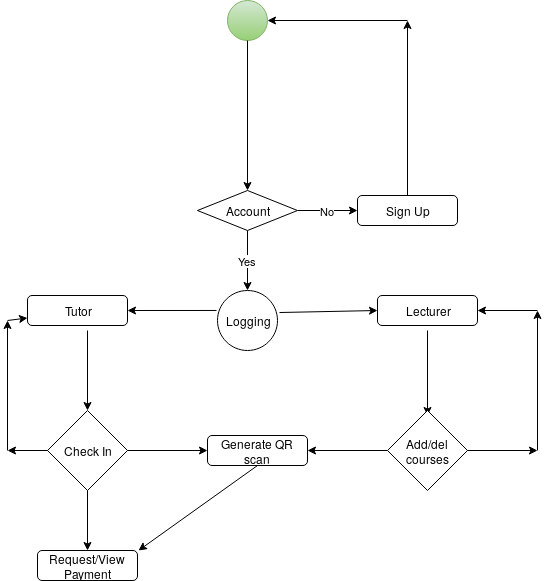 Account
No
Sign Up
Yes
Tutor
Logging
Lecturer
Check In
Generate QR
scan
Add/del
courses
Request/View
Payment